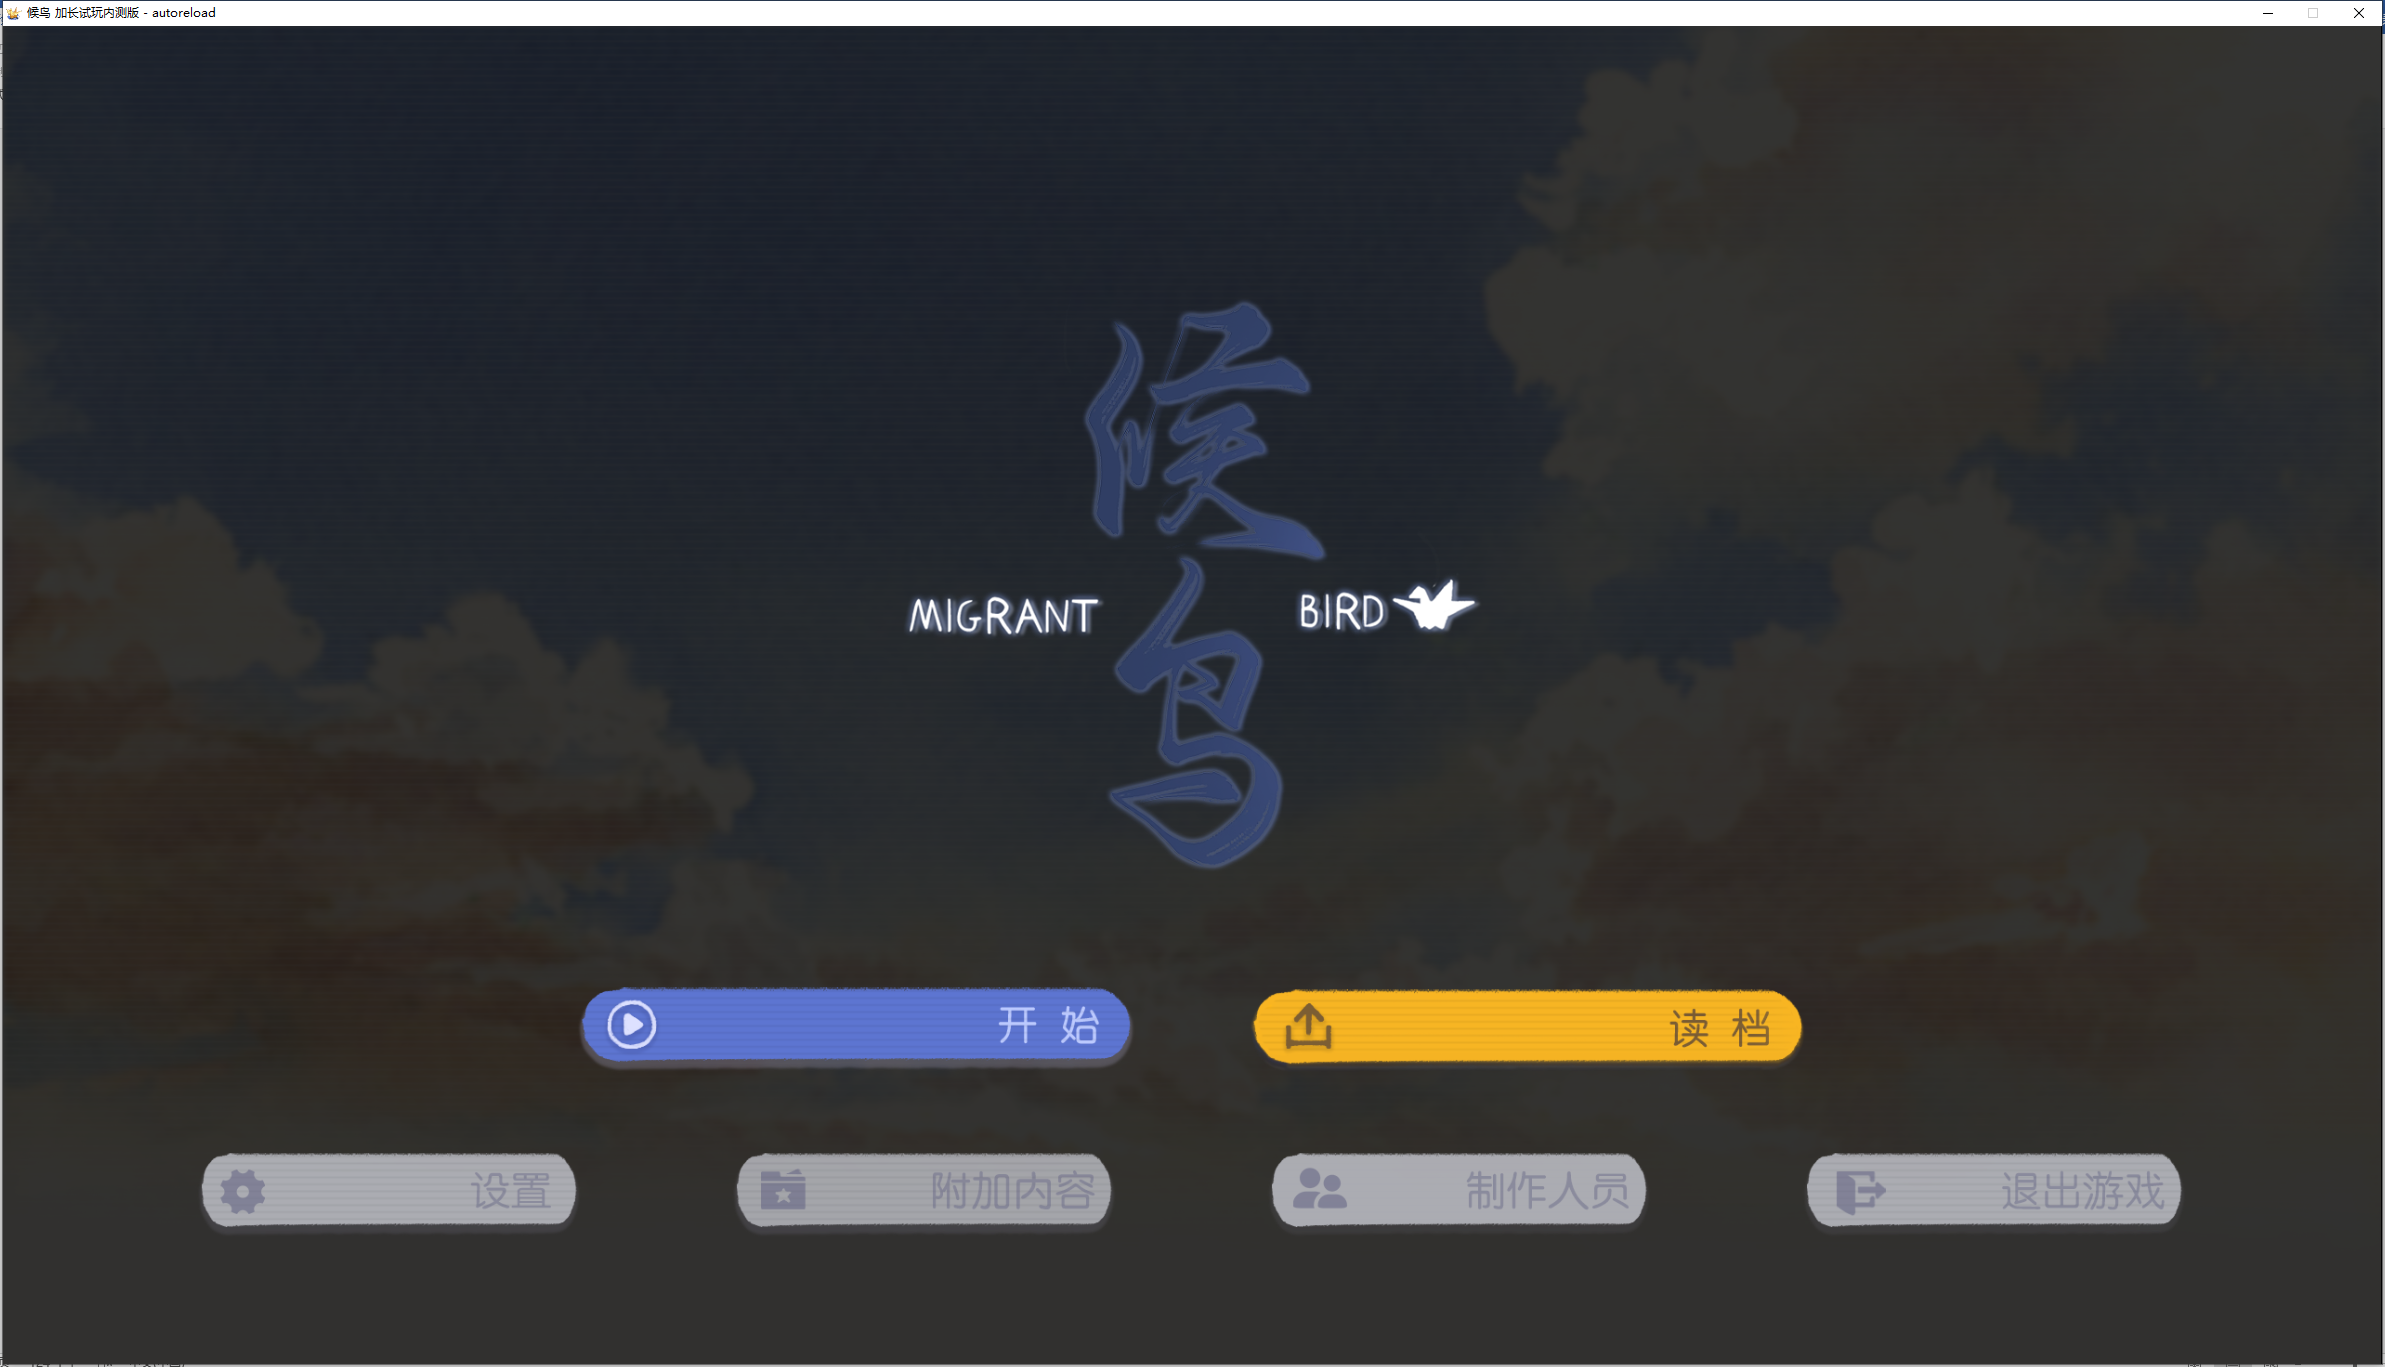 候鸟 加长试玩内测版 - autoreload
候鸟
MIGRANT BIRD
开始
读档
设置
附加内容
制作人员
退出游戏